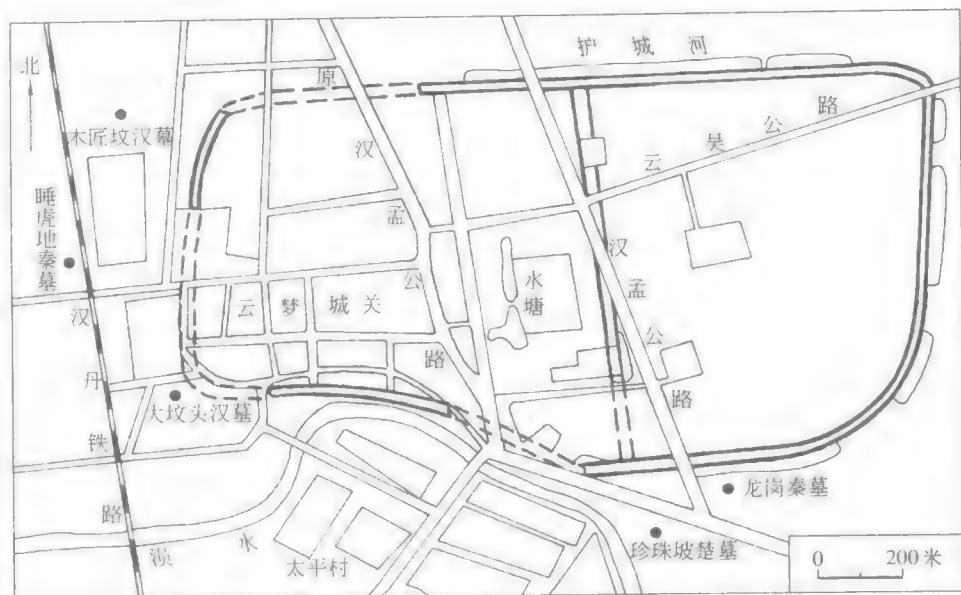 护城河
北
原汉孟公路
云吴公路
木匠坟汉墓
睡虎地秦墓
汉孟公路
水塘
云梦城关
汉丹铁路
大坟头汉墓
龙岗秦墓
涢水
珍珠坡楚墓
太平村
0 200米